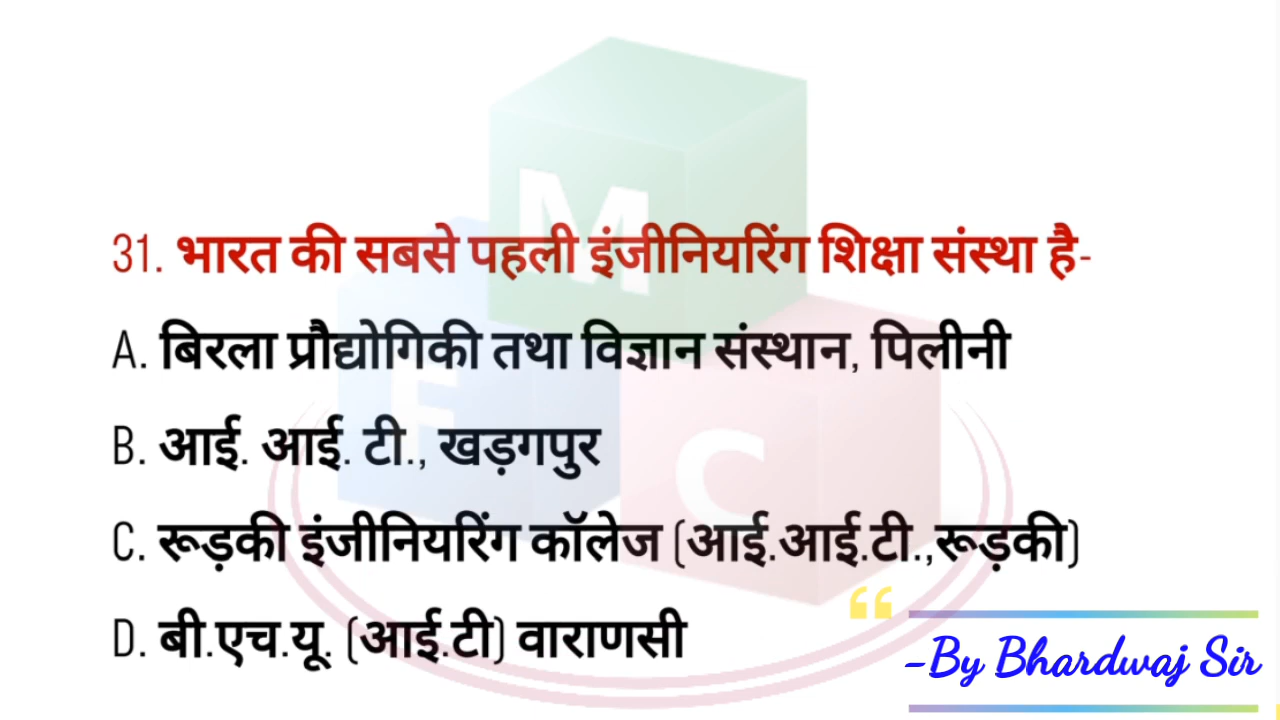 31. भारत की सबसे पहली इंजीनियरिंग शिक्षा संस्था है-
A. बिरला प्रौद्योगिकी तथा विज्ञान संस्थान, पिलीनी
B. आई. आई. टी., खड़गपुर
C. रूड़की इंजीनियरिंग कॉलेज (आई.आई.टी.,रूड़की)
D. बी.एच.यू. (आई.टी) वाराणसी
“
-By Bhardwaj Sir
M
E
C